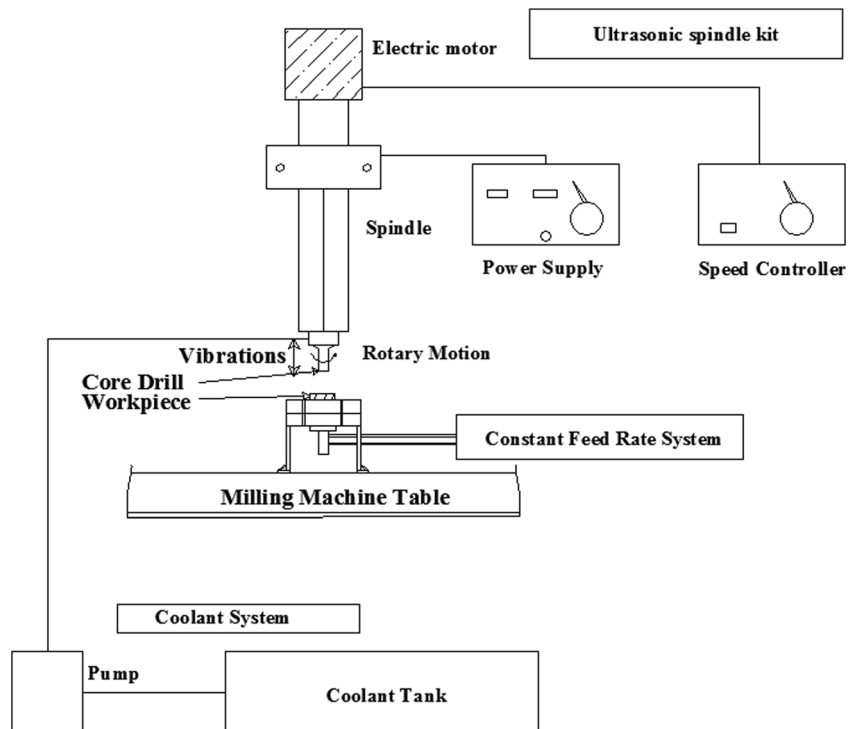 Ultrasonic spindle kit
Electric motor
Spindle
Power Supply
Speed Controller
Vibrations
Rotary Motion
Core Drill
Workpiece
Constant Feed Rate System
Milling Machine Table
Coolant System
Pump
Coolant Tank